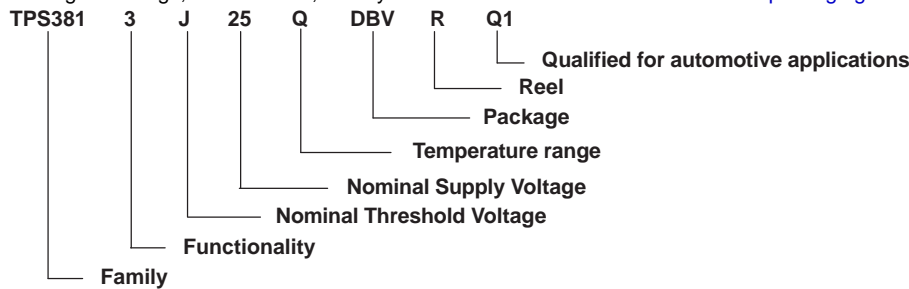 TPS381 3 J 25 Q DBV R Q1
Qualified for automotive applications
Reel
Package
Temperature range
Nominal Supply Voltage
Nominal Threshold Voltage
Functionality
Family